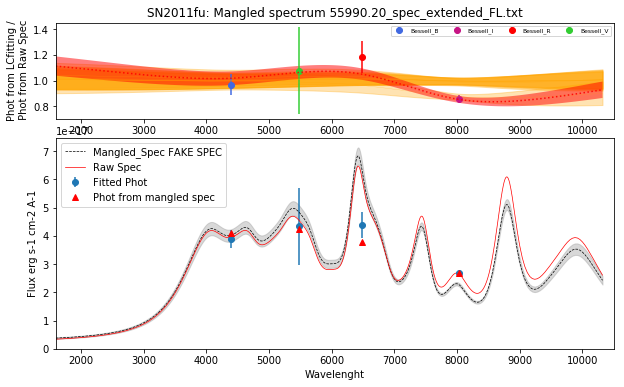 SN2011fu: Mangled spectrum 55990.20_spec_extended_FL.txt
Phot from LCfitting /
Phot from Raw Spec
1.4
1.2
1.0
0.8
Bessell_B
Bessell_I
Bessell_R
Bessell_V
2000 3000 4000 5000 6000 7000 8000 9000 10000
Flux erg s-1 cm-2 A-1
7
6
5
4
3
2
1
0
Mangled_Spec FAKE SPEC
Raw Spec
Fitted Phot
Phot from mangled spec
2000 3000 4000 5000 6000 7000 8000 9000 10000
Wavelenght